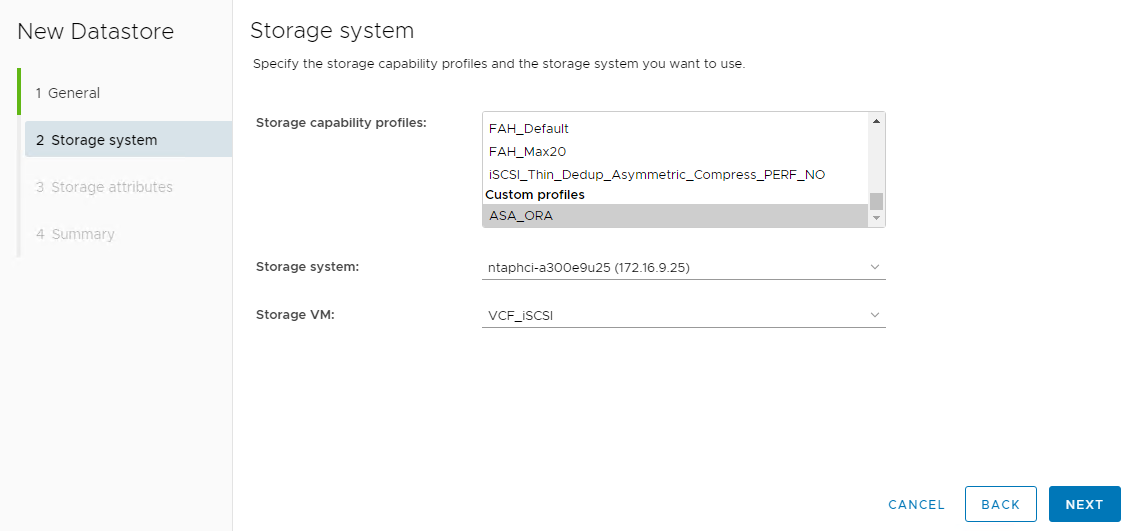 New Datastore
1 General
2 Storage system
3 Storage attributes
4 Summary
Storage system
Specify the storage capability profiles and the storage system you want to use.
Storage capability profiles:
FAH_Default
FAH_Max20
iSCSI_Thin_Dedup_Asymmetric_Compress_PERF_NO
Custom profiles
ASA_ORA
Storage system:
ntaphci-a300e9u25 (172.16.9.25)
Storage VM:
VCF_iSCSI
CANCEL
BACK
NEXT